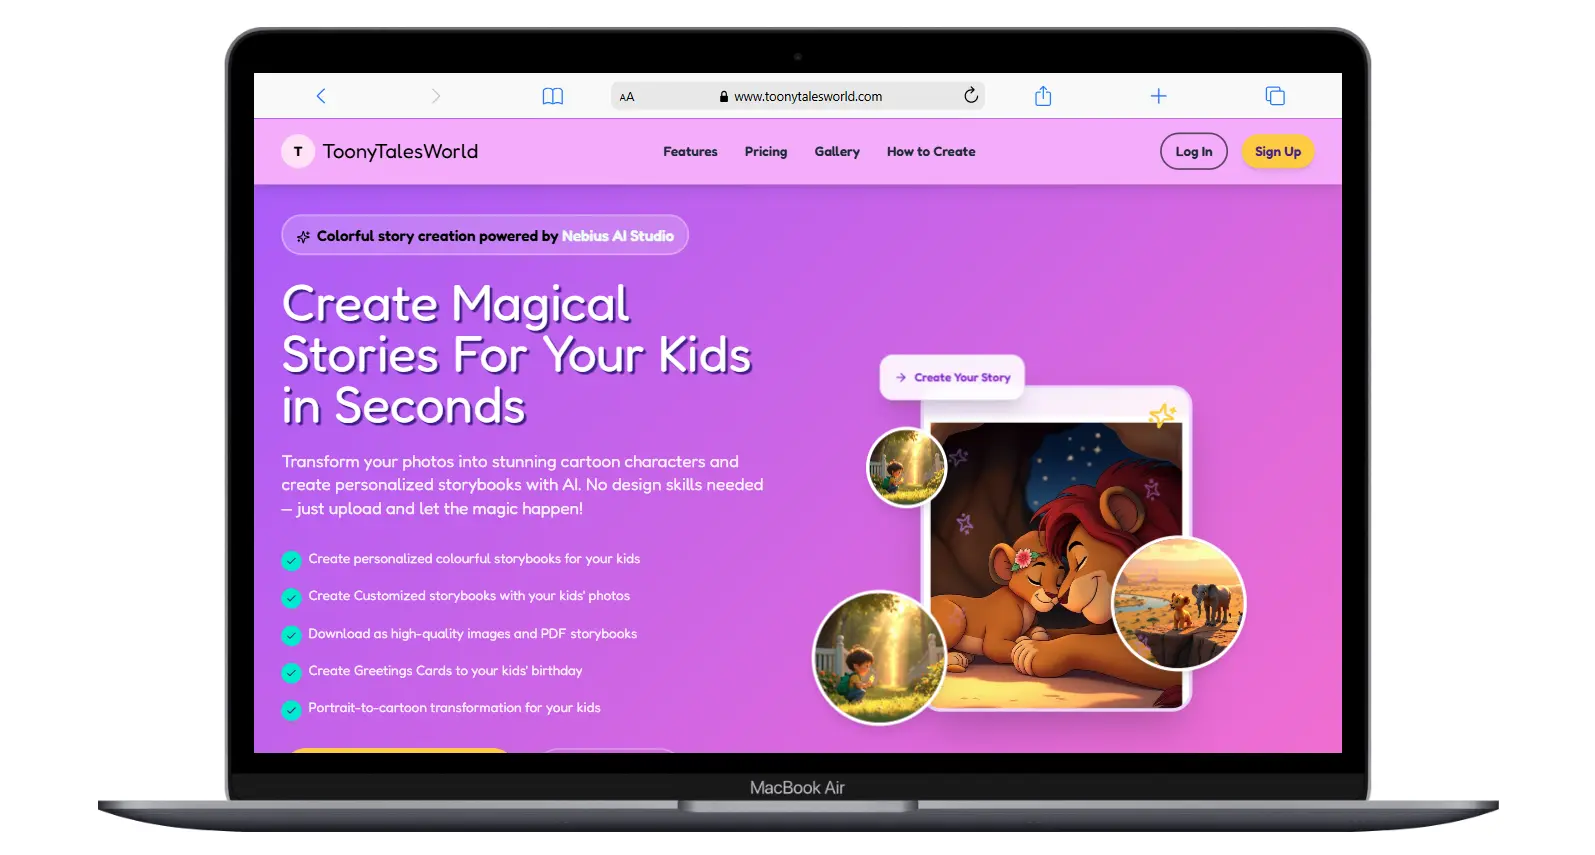 AA www.toonytalesworld.com
T ToonyTalesWorld Features Pricing Gallery How to Create Log In Sign Up
Colorful story creation powered by Nebius AI Studio
Create Magical
Stories For Your Kids
in Seconds
Transform your photos into stunning cartoon characters and
create personalized storybooks with AI. No design skills needed
– just upload and let the magic happen!
Create personalized colourful storybooks for your kids
Create Customized storybooks with your kids' photos
Download as high-quality images and PDF storybooks
Create Greetings Cards to your kids' birthday
Portrait-to-cartoon transformation for your kids
→ Create Your Story
MacBook Air